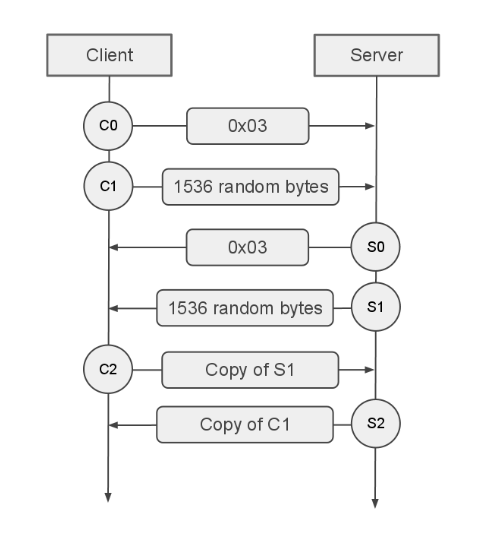 Client
Server
C0
0x03
C1
1536 random bytes
0x03
S0
1536 random bytes
S1
C2
Copy of S1
Copy of C1
S2